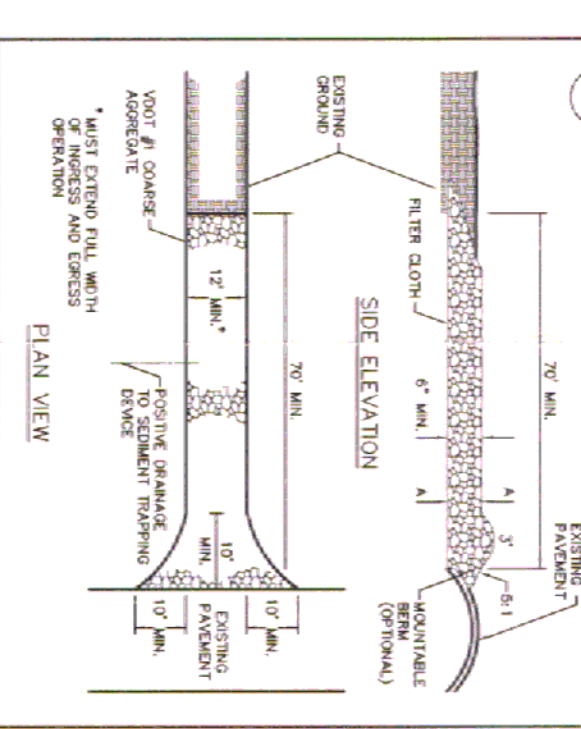 EXISTING
PAVEMENT
70' MIN.
3'
5:1
A
A
MOUNTABLE
BERM
(OPTIONAL)
6" MIN.
FILTER CLOTH
SIDE ELEVATION
EXISTING
GROUND
70' MIN.
12'
MIN.*
10'
MIN.
10' MIN.
EXISTING
PAVEMENT
10' MIN.
VDOT #1 COARSE
AGGREGATE
POSITIVE DRAINAGE
TO SEDIMENT TRAPPING
DEVICE
* MUST EXTEND FULL WIDTH
OF INGRESS AND EGRESS
OPERATION
PLAN VIEW